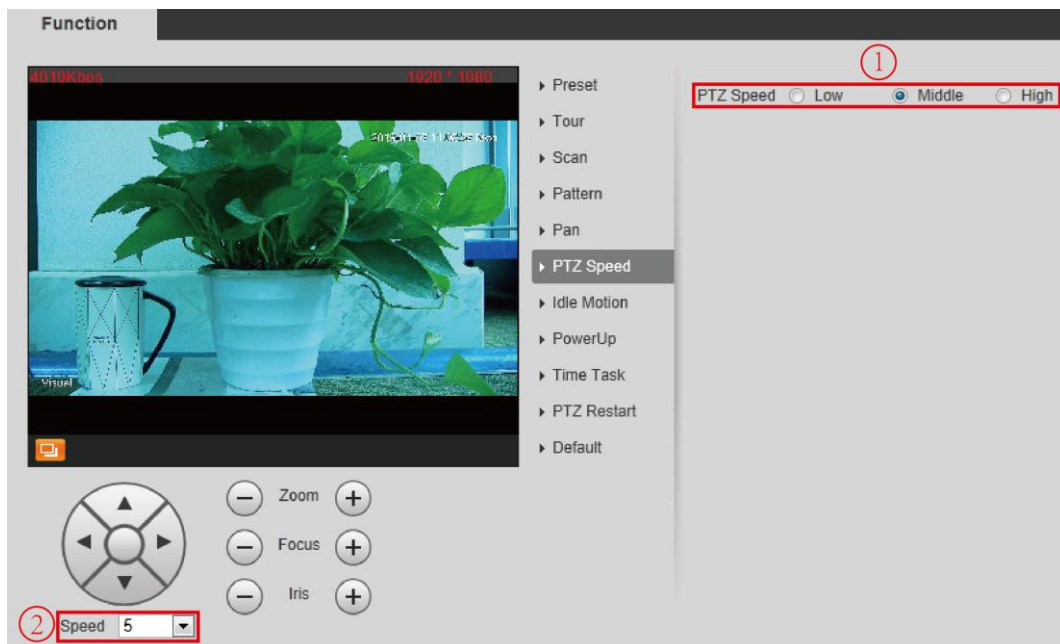 Function
4010Kbps
1920 * 1080
Visuel
Preset
Tour
Scan
Pattern
Pan
PTZ Speed
Idle Motion
PowerUp
Time Task
PTZ Restart
Default
①
PTZ Speed Low Middle High
Zoom
Focus
Iris
② Speed 5